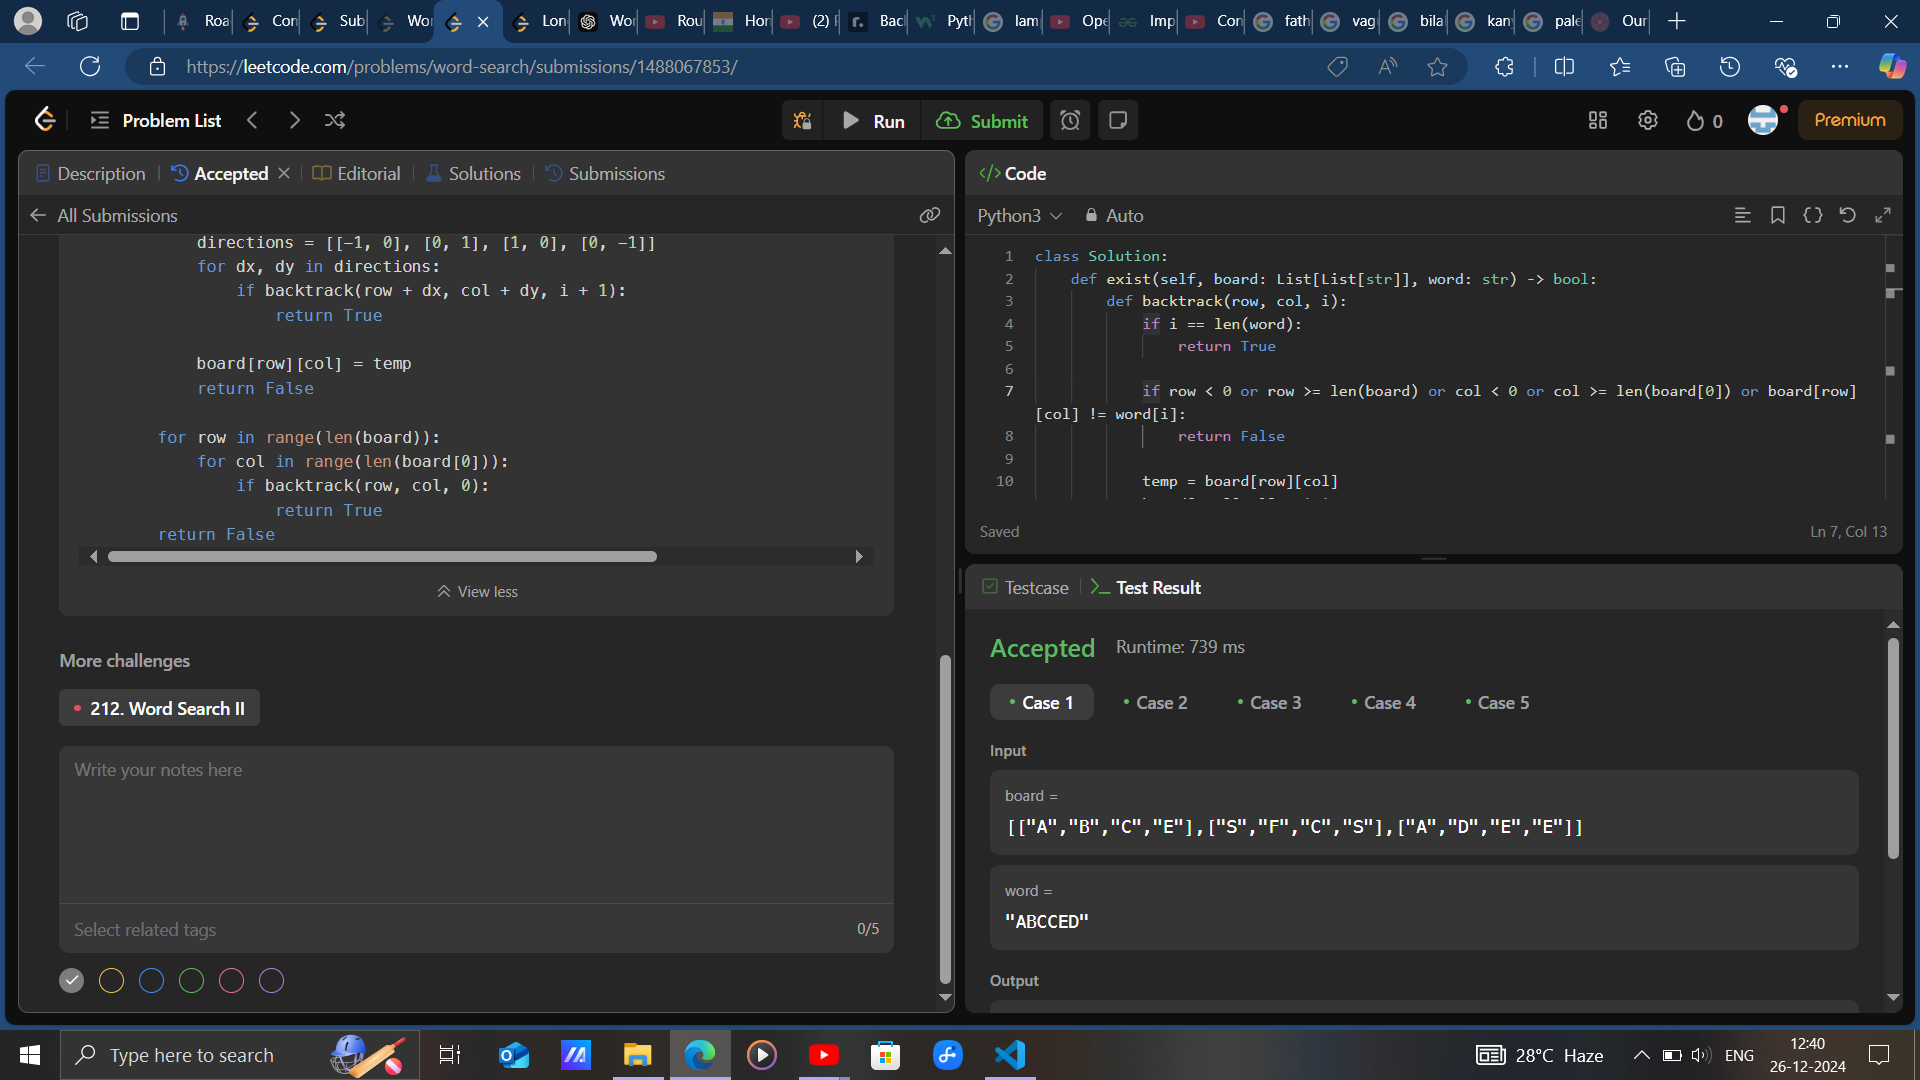 Roa
Con
Sub
Wo
Lon
Wo
Rou
Hor
(2)
Bac
Pyth
lam
Ope
Imp
Con
fath
vag
bila
kan
pale
Our
https://leetcode.com/problems/word-search/submissions/1488067853/
Problem List
Run
Submit
0
Premium
Description
Accepted
Editorial
Solutions
Submissions
All Submissions
directions = [[-1, 0], [0, 1], [1, 0], [0, -1]]
for dx, dy in directions:
if backtrack(row + dx, col + dy, i + 1):
return True
board[row][col] = temp
return False
for row in range(len(board)):
for col in range(len(board[0])):
if backtrack(row, col, 0):
return True
return False
View less
More challenges
212. Word Search II
Write your notes here
Select related tags
0/5
Code
Python3
Auto
1 class Solution:
2 def exist(self, board: List[List[str]], word: str) -> bool:
3 def backtrack(row, col, i):
4 if i == len(word):
5 return True
6
7 if row < 0 or row >= len(board) or col < 0 or col >= len(board[0]) or board[row]
[col] != word[i]:
8 return False
9
10 temp = board[row][col]
Saved
Ln 7, Col 13
Testcase
Test Result
Accepted Runtime: 739 ms
Case 1
Case 2
Case 3
Case 4
Case 5
Input
board =
[["A","B","C","E"],["S","F","C","S"],["A","D","E","E"]]
word =
"ABCCED"
Output
Type here to search
28°C Haze
ENG
12:40
26-12-2024